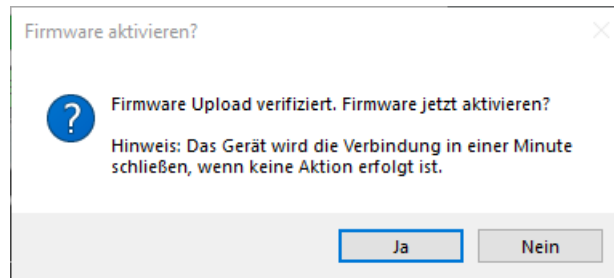 Firmware aktivieren?
Firmware Upload verifiziert. Firmware jetzt aktivieren?
Hinweis: Das Gerät wird die Verbindung in einer Minute
schließen, wenn keine Aktion erfolgt ist.
Ja
Nein